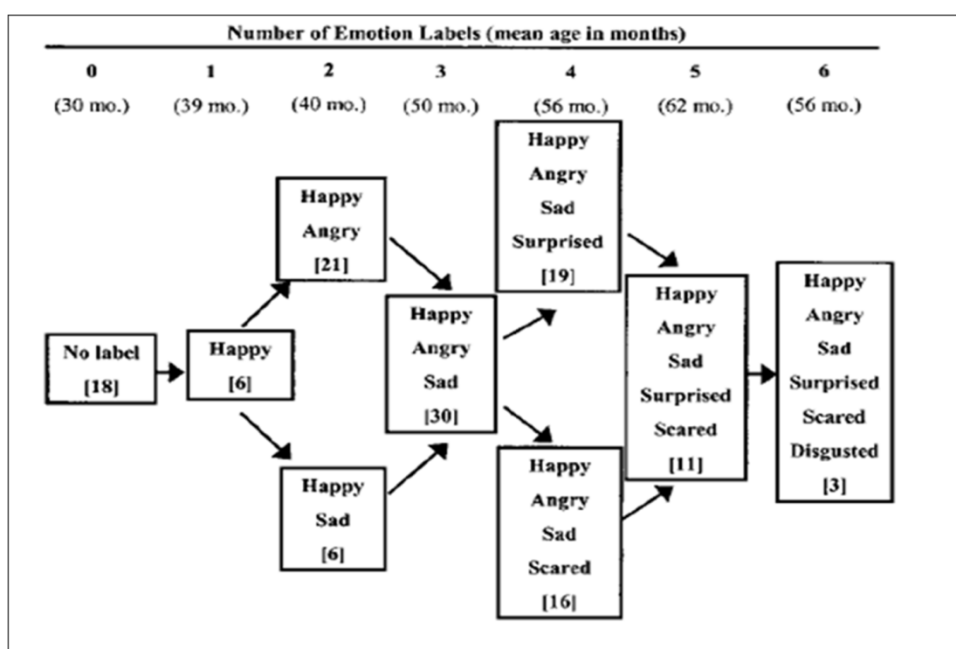 Number of Emotion Labels (mean age in months)
0 1 2 3 4 5 6
(30 mo.) (39 mo.) (40 mo.) (50 mo.) (56 mo.) (62 mo.) (56 mo.)
No label
[18]
Happy
[6]
Happy
Angry
[21]
Happy
Sad
[6]
Happy
Angry
Sad
[30]
Happy
Angry
Sad
Surprised
[19]
Happy
Angry
Sad
Scared
[16]
Happy
Angry
Sad
Surprised
Scared
[11]
Happy
Angry
Sad
Surprised
Scared
Disgusted
[3]